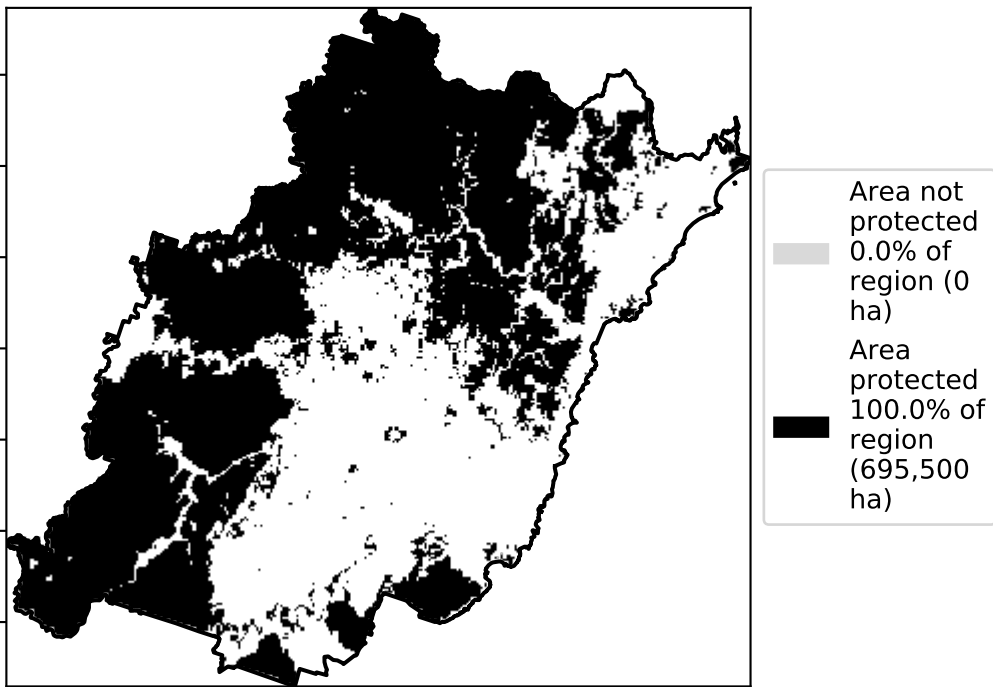 Area not
protected
0.0% of
region (0
ha)
Area
protected
100.0% of
region
(695,500
ha)